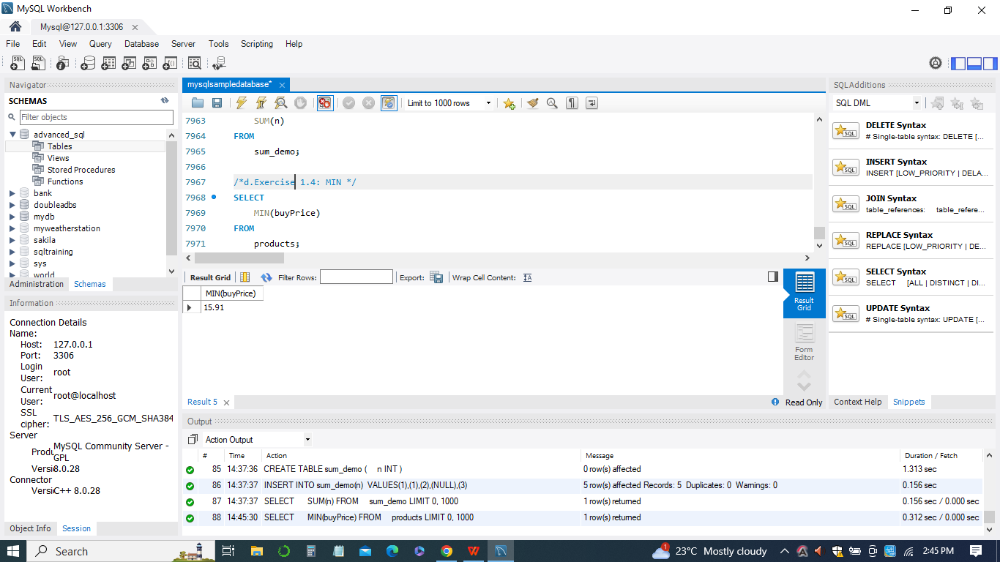 MySQL Workbench
Mysql@127.0.0.1:3306
File Edit View Query Database Server Tools Scripting Help
Navigator
SCHEMAS
Filter objects
advanced_sql
Tables
Views
Stored Procedures
Functions
bank
doubleadbs
mydb
myweatherstation
sakila
sqltraining
sys
world
Administration Schemas
Information
Connection Details
Name:
Host: 127.0.0.1
Port: 3306
Login User: root
Current User: root@localhost
SSL cipher: TLS_AES_256_GCM_SHA384
Server
Produ MySQL Community Server - GPL
Versi 8.0.28
Connector
Versi C++ 8.0.28
Object Info Session
mysqlsampledatabase*
Limit to 1000 rows
7963 SUM(n)
7964 FROM
7965 sum_demo;
7966
7967 /*d.Exercise 1.4: MIN */
7968 SELECT
7969 MIN(buyPrice)
7970 FROM
7971 products;
Result Grid Filter Rows: Export: Wrap Cell Content:
MIN(buyPrice)
15.91
Result Grid
Form Editor
Result 5
Read Only
Output
Action Output
# Time Action Message Duration / Fetch
85 14:37:36 CREATE TABLE sum_demo ( n INT ) 0 row(s) affected 1.313 sec
86 14:37:37 INSERT INTO sum_demo(n) VALUES(1),(1),(2),(NULL),(3) 5 row(s) affected Records: 5 Duplicates: 0 Warnings: 0 0.156 sec
87 14:37:37 SELECT SUM(n) FROM sum_demo LIMIT 0, 1000 1 row(s) returned 0.156 sec / 0.000 sec
88 14:45:30 SELECT MIN(buyPrice) FROM products LIMIT 0, 1000 1 row(s) returned 0.312 sec / 0.000 sec
SQLAdditions
SQL DML
DELETE Syntax
# Single-table syntax: DELETE [...
INSERT Syntax
INSERT [LOW_PRIORITY | DELA...
JOIN Syntax
table_references: table_refere...
REPLACE Syntax
REPLACE [LOW_PRIORITY | DE...
SELECT Syntax
SELECT [ALL | DISTINCT | DI...
UPDATE Syntax
# Single-table syntax: UPDATE [...
Context Help Snippets
Search
1
23°C Mostly cloudy
2:45 PM